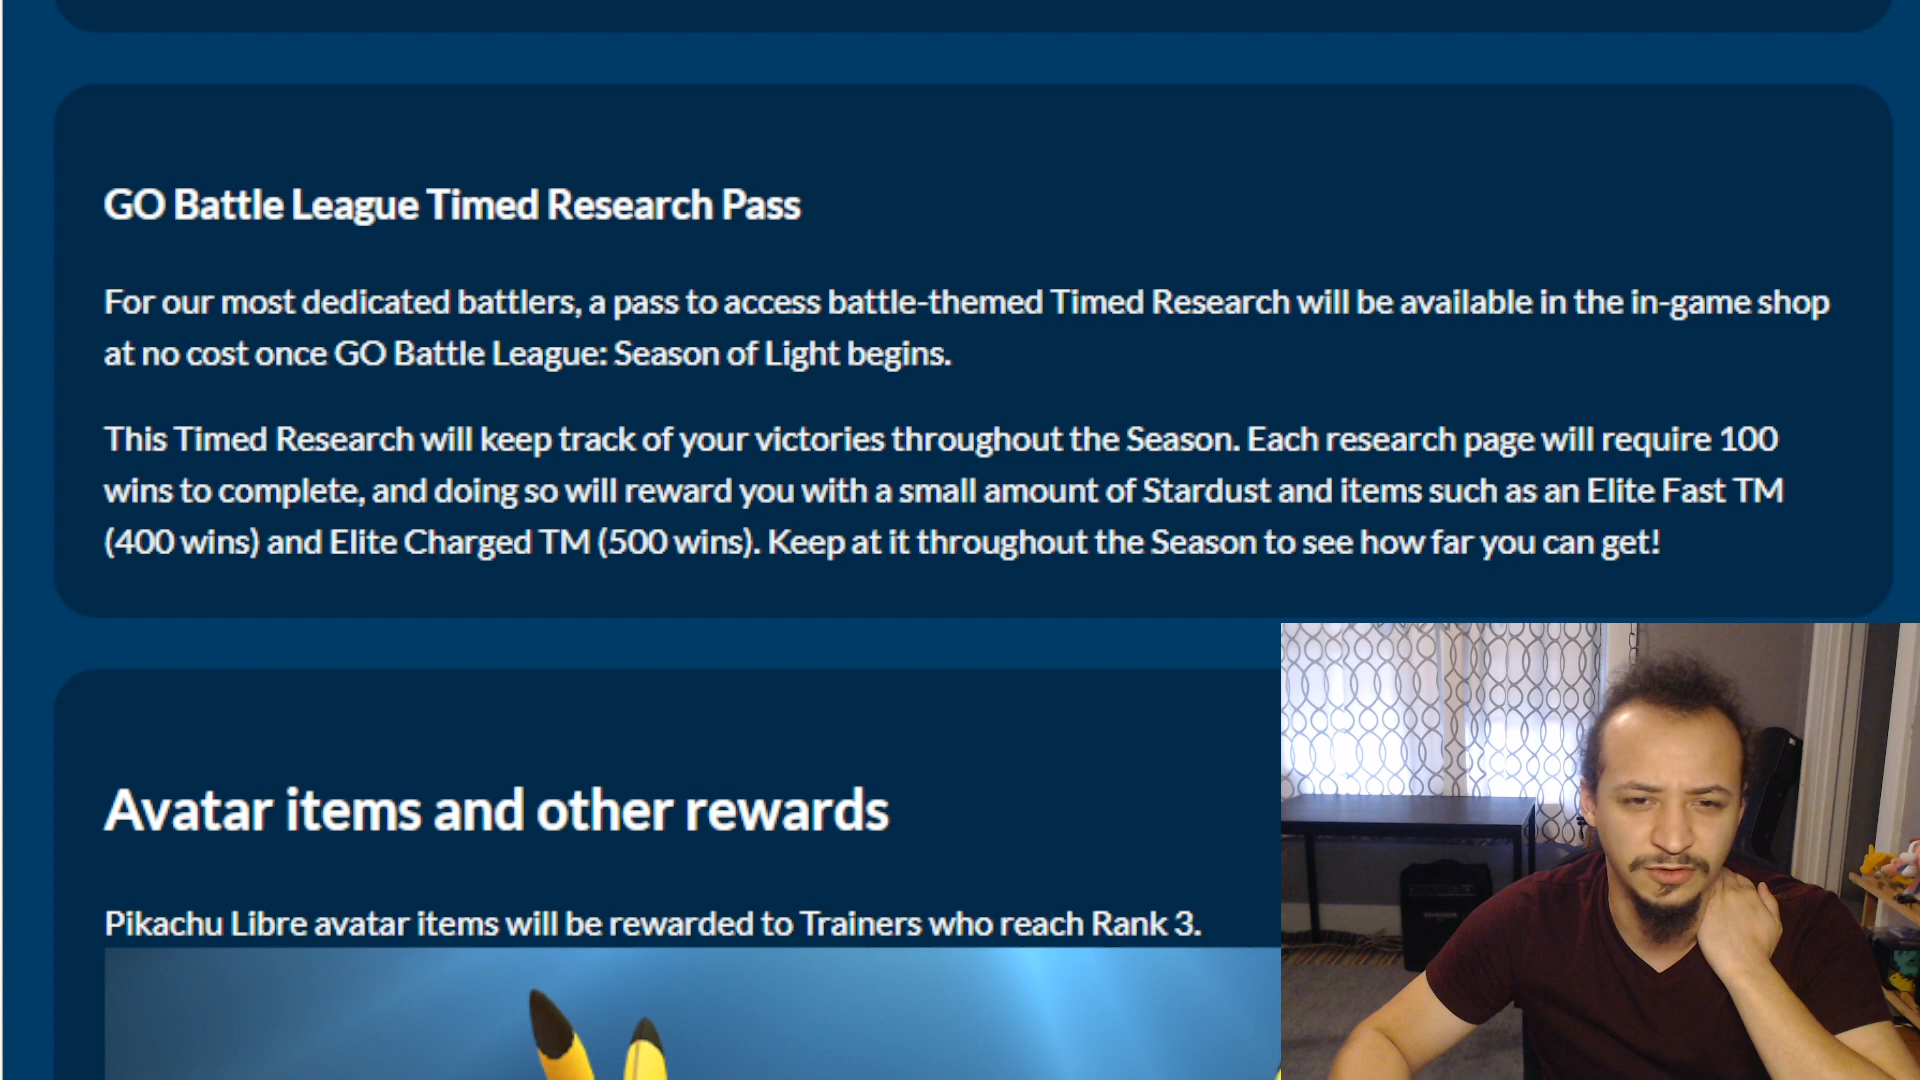 GO Battle League Timed Research Pass
For our most dedicated battlers, a pass to access battle-themed Timed Research will be available in the in-game shop
at no cost once GO Battle League: Season of Light begins.
This Timed Research will keep track of your victories throughout the Season. Each research page will require 100
wins to complete, and doing so will reward you with a small amount of Stardust and items such as an Elite Fast TM
(400 wins) and Elite Charged TM (500 wins). Keep at it throughout the Season to see how far you can get!
Avatar items and other rewards
Pikachu Libre avatar items will be rewarded to Trainers who reach Rank 3.